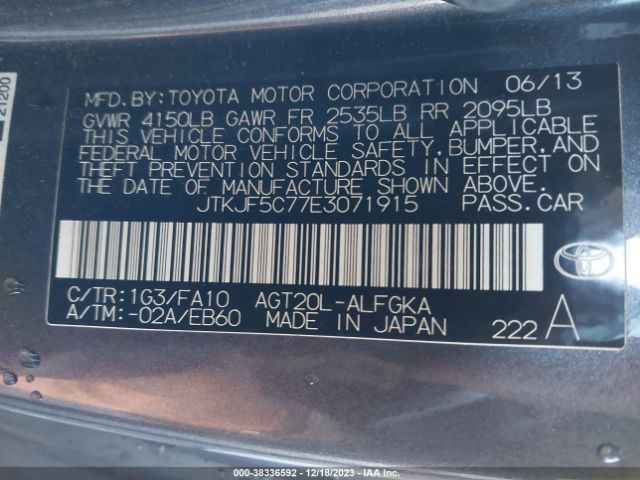 21200
MFD.BY:TOYOTA MOTOR CORPORATION 06/13
GVWR 4150LB GAWR FR 2535LB RR 2095LB
THIS VEHICLE CONFORMS TO ALL APPLICABLE
FEDERAL MOTOR VEHICLE SAFETY,BUMPER,AND
THEFT PREVENTION STANDARDS IN EFFECT ON
THE DATE OF MANUFACTURE SHOWN ABOVE.
JTKJF5C77E3071915 PASS.CAR
C/TR:1G3/FA10 AGT20L-ALFGKA
A/TM:-02A/EB60 MADE IN JAPAN 222 A
000-38336592 - 12/18/2023 - IAA Inc.